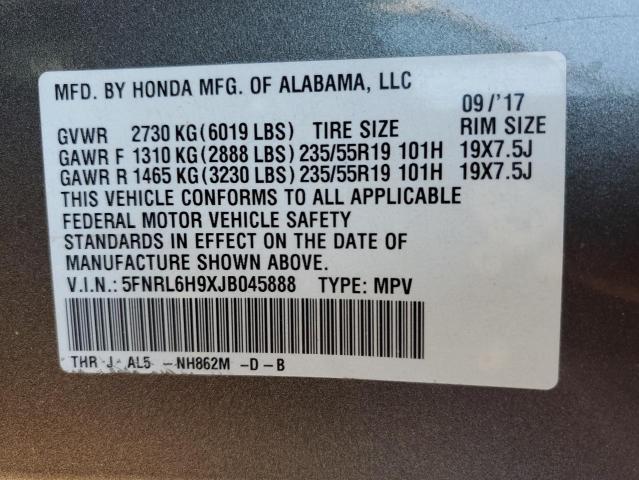 MFD. BY HONDA MFG. OF ALABAMA, LLC
09/'17
GVWR 2730 KG(6019 LBS) TIRE SIZE RIM SIZE
GAWR F 1310 KG(2888 LBS) 235/55R19 101H 19X7.5J
GAWR R 1465 KG(3230 LBS) 235/55R19 101H 19X7.5J
THIS VEHICLE CONFORMS TO ALL APPLICABLE
FEDERAL MOTOR VEHICLE SAFETY
STANDARDS IN EFFECT ON THE DATE OF
MANUFACTURE SHOWN ABOVE.
V.I.N.: 5FNRL6H9XJB045888 TYPE: MPV
THR J AL5 -NH862M -D-B